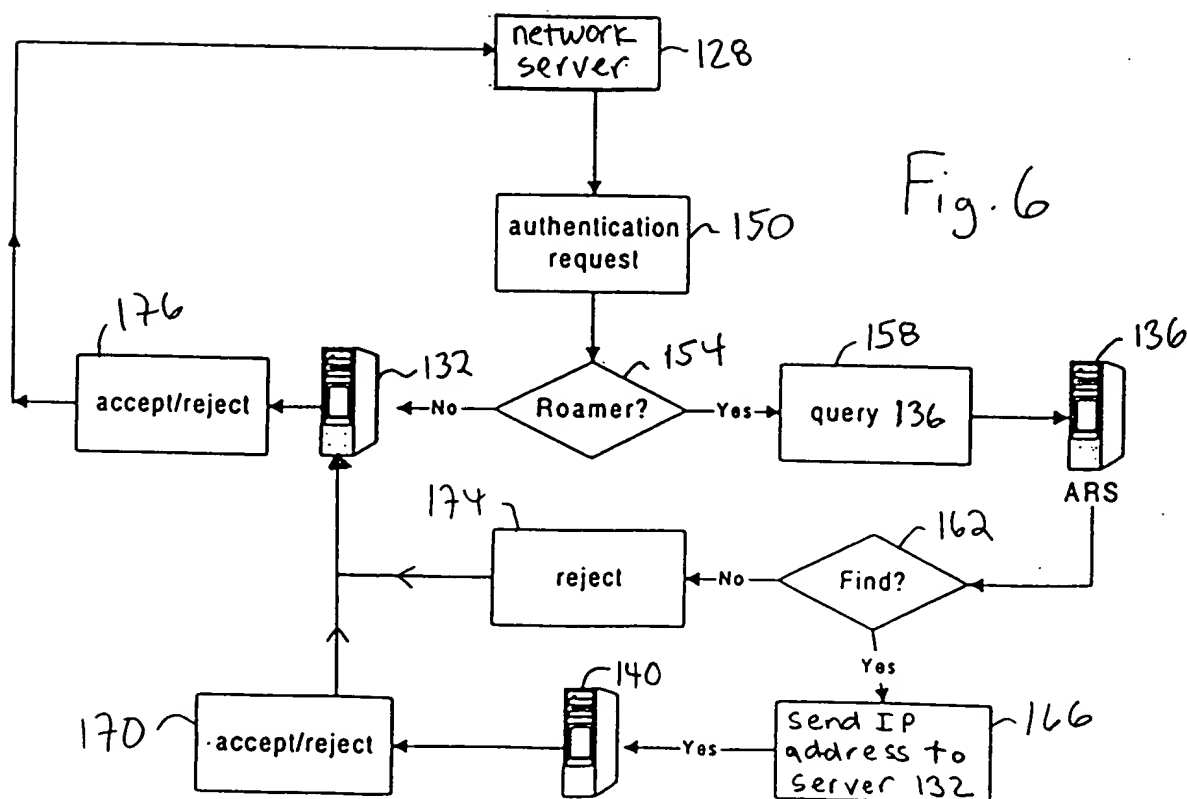 network
server
128
Fig. 6
authentication
request
150
176
132
154
158
136
accept/reject
No
Roamer?
Yes
query 136
ARS
174
162
reject
No
Find?
Yes
140
170
accept/reject
Yes
send IP
address to
server 132
166